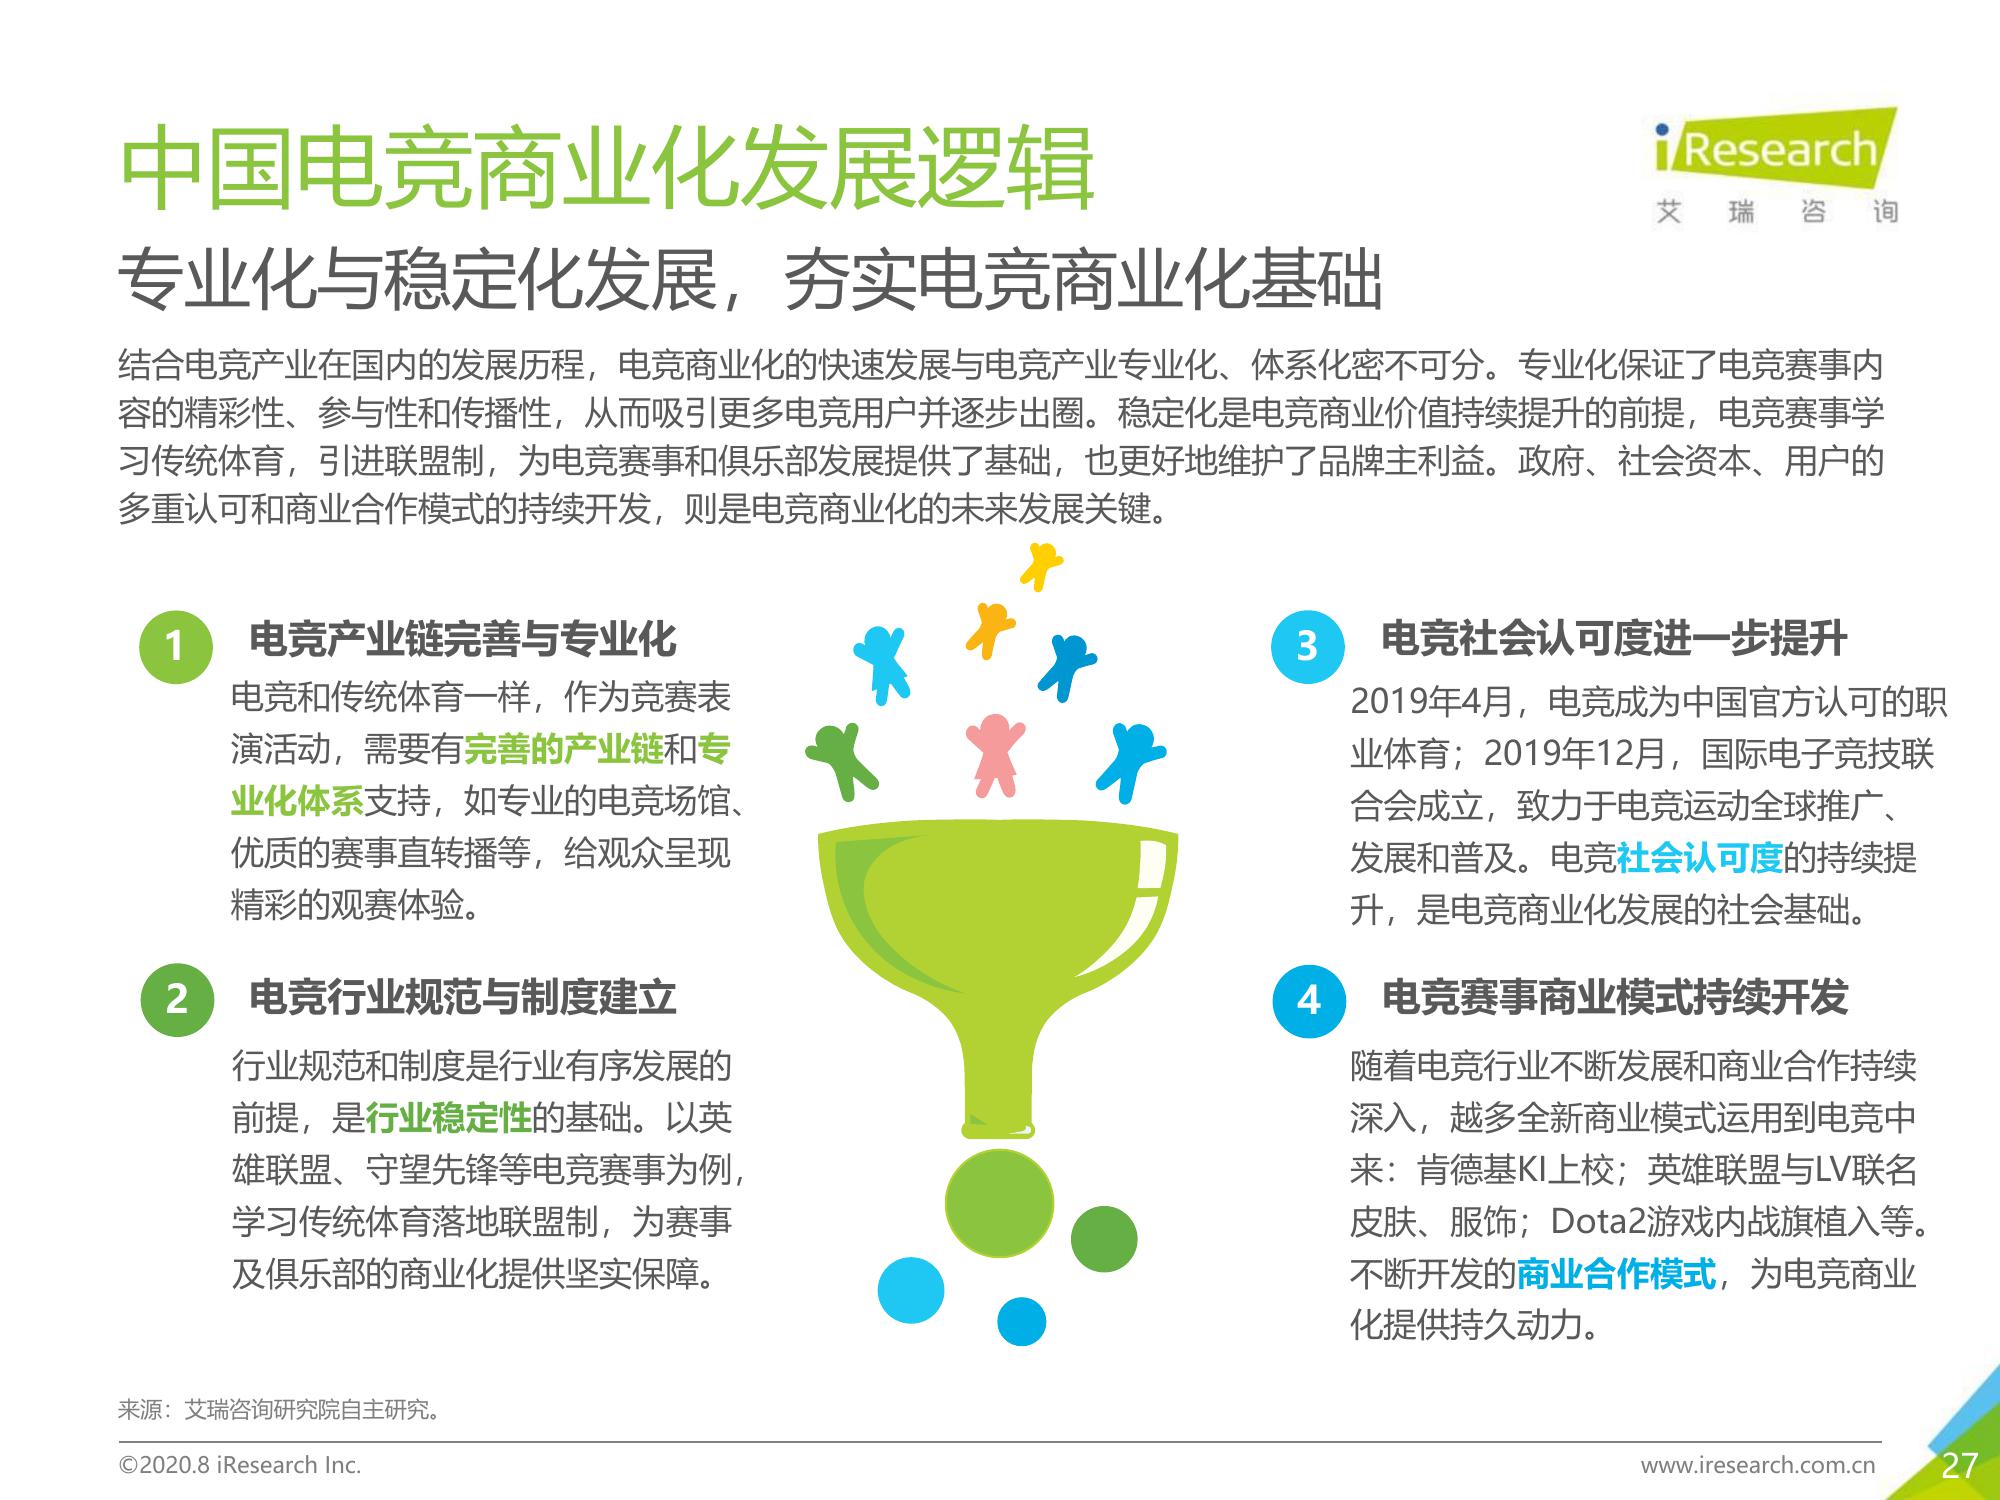 中国电竞商业化发展逻辑
iResearch
艾瑞咨询
专业化与稳定化发展，夯实电竞商业化基础
结合电竞产业在国内的发展历程，电竞商业化的快速发展与电竞产业专业化、体系化密不可分。专业化保证了电竞赛事内
容的精彩性、参与性和传播性，从而吸引更多电竞用户并逐步出圈。稳定化是电竞商业价值持续提升的前提，电竞赛事学
习传统体育，引进联盟制，为电竞赛事和俱乐部发展提供了基础，也更好地维护了品牌主利益。政府、社会资本、用户的
多重认可和商业合作模式的持续开发，则是电竞商业化的未来发展关键。
1 电竞产业链完善与专业化
电竞和传统体育一样，作为竞赛表
演活动，需要有完善的产业链和专
业化体系支持，如专业的电竞场馆、
优质的赛事直转播等，给观众呈现
精彩的观赛体验。
2 电竞行业规范与制度建立
行业规范和制度是行业有序发展的
前提，是行业稳定性的基础。以英
雄联盟、守望先锋等电竞赛事为例，
学习传统体育落地联盟制，为赛事
及俱乐部的商业化提供坚实保障。
3 电竞社会认可度进一步提升
2019年4月，电竞成为中国官方认可的职
业体育；2019年12月，国际电子竞技联
合会成立，致力于电竞运动全球推广、
发展和普及。电竞社会认可度的持续提
升，是电竞商业化发展的社会基础。
4 电竞赛事商业模式持续开发
随着电竞行业不断发展和商业合作持续
深入，越多全新商业模式运用到电竞中
来：肯德基KI上校；英雄联盟与LV联名
皮肤、服饰；Dota2游戏内战旗植入等。
不断开发的商业合作模式，为电竞商业
化提供持久动力。
来源：艾瑞咨询研究院自主研究。
©2020.8 iResearch Inc.
www.iresearch.com.cn
27